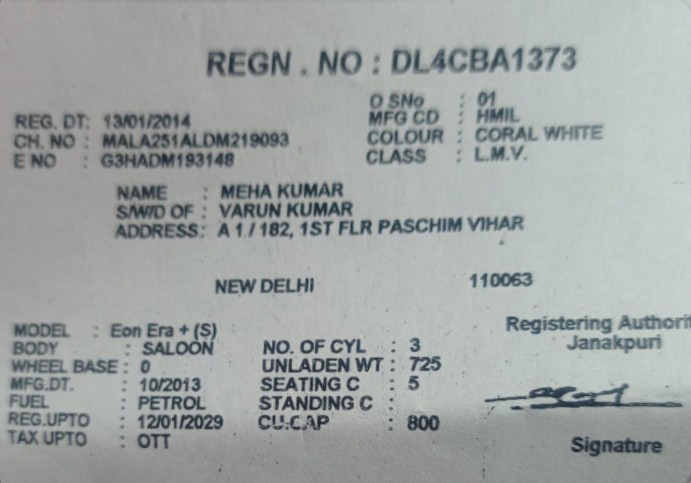 REGN . NO : DL4CBA1373
O SNo : 01
REG. DT: 13/01/2014 MFG CD : HMIL
CH. NO : MALA251ALDM219093 COLOUR : CORAL WHITE
E NO : G3HADM193148 CLASS : L.M.V.
NAME : MEHA KUMAR
S/W/D OF : VARUN KUMAR
ADDRESS: A 1 / 182, 1ST FLR PASCHIM VIHAR
NEW DELHI 110063
Registering Authorit
Janakpuri
MODEL : Eon Era + (S)
BODY : SALOON NO. OF CYL : 3
WHEEL BASE : 0 UNLADEN WT : 725
MFG.DT. : 10/2013 SEATING C : 5
FUEL : PETROL STANDING C :
REG.UPTO : 12/01/2029 CU.CAP : 800
TAX UPTO : OTT
Signature